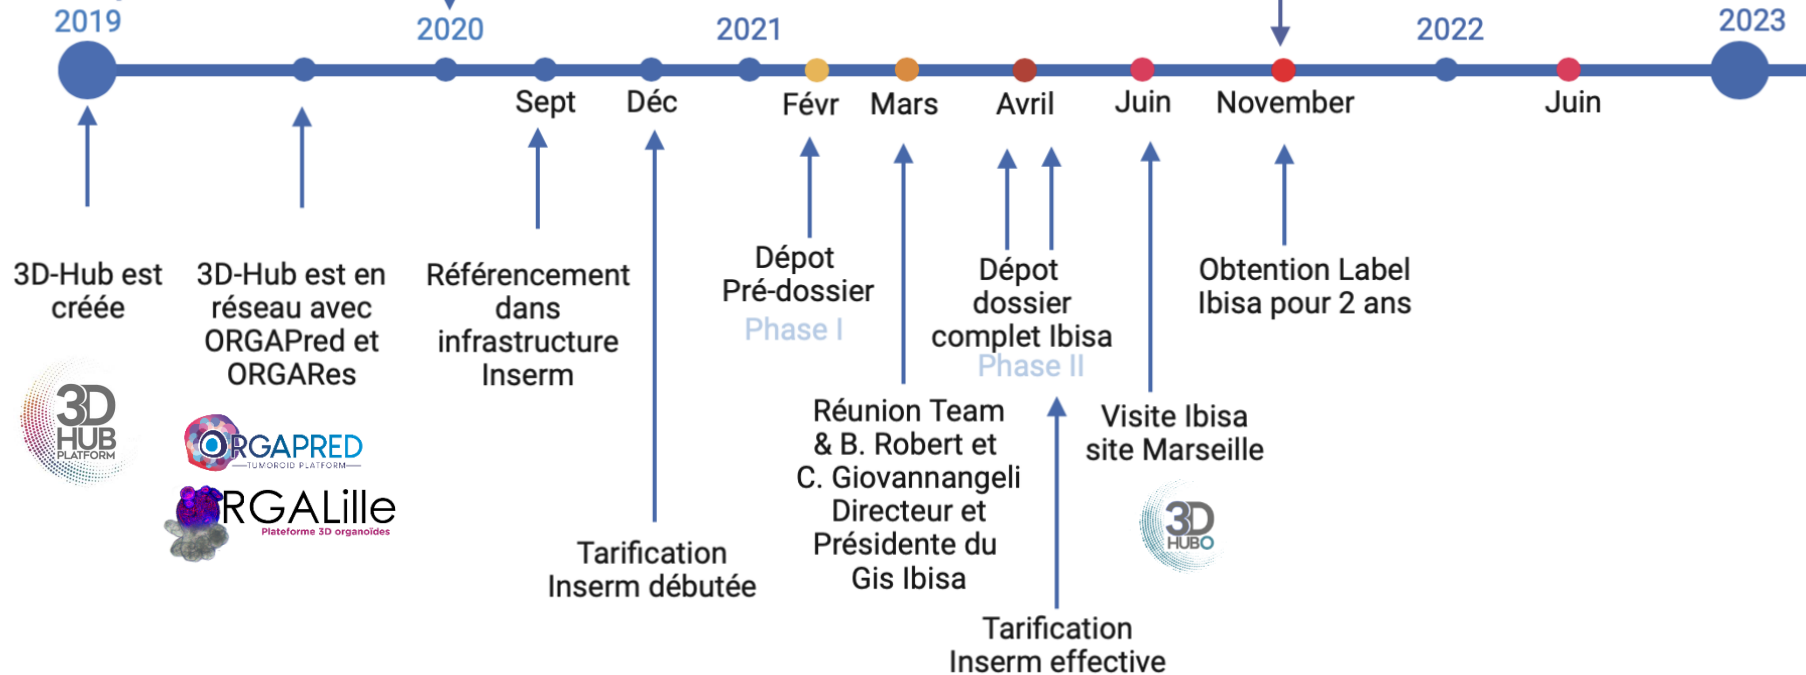 2019
2020
2021
2022
2023
Sept
Déc
Févr
Mars
Avril
Juin
November
Juin
3D-Hub est
créée
3D-Hub est en
réseau avec
ORGAPred et
ORGARes
Référencement
dans
infrastructure
Inserm
Tarification
Inserm débutée
Dépot
Pré-dossier
Phase I
Réunion Team
& B. Robert et
C. Giovannangeli
Directeur et
Présidente du
Gis Ibisa
Dépot
dossier
complet Ibisa
Phase II
Tarification
Inserm effective
Visite Ibisa
site Marseille
Obtention Label
Ibisa pour 2 ans
3D
HUB
PLATFORM
ORGAPRED
TUMOROID PLATFORM
ORGALille
Plateforme 3D organoïdes
3D
HUBO